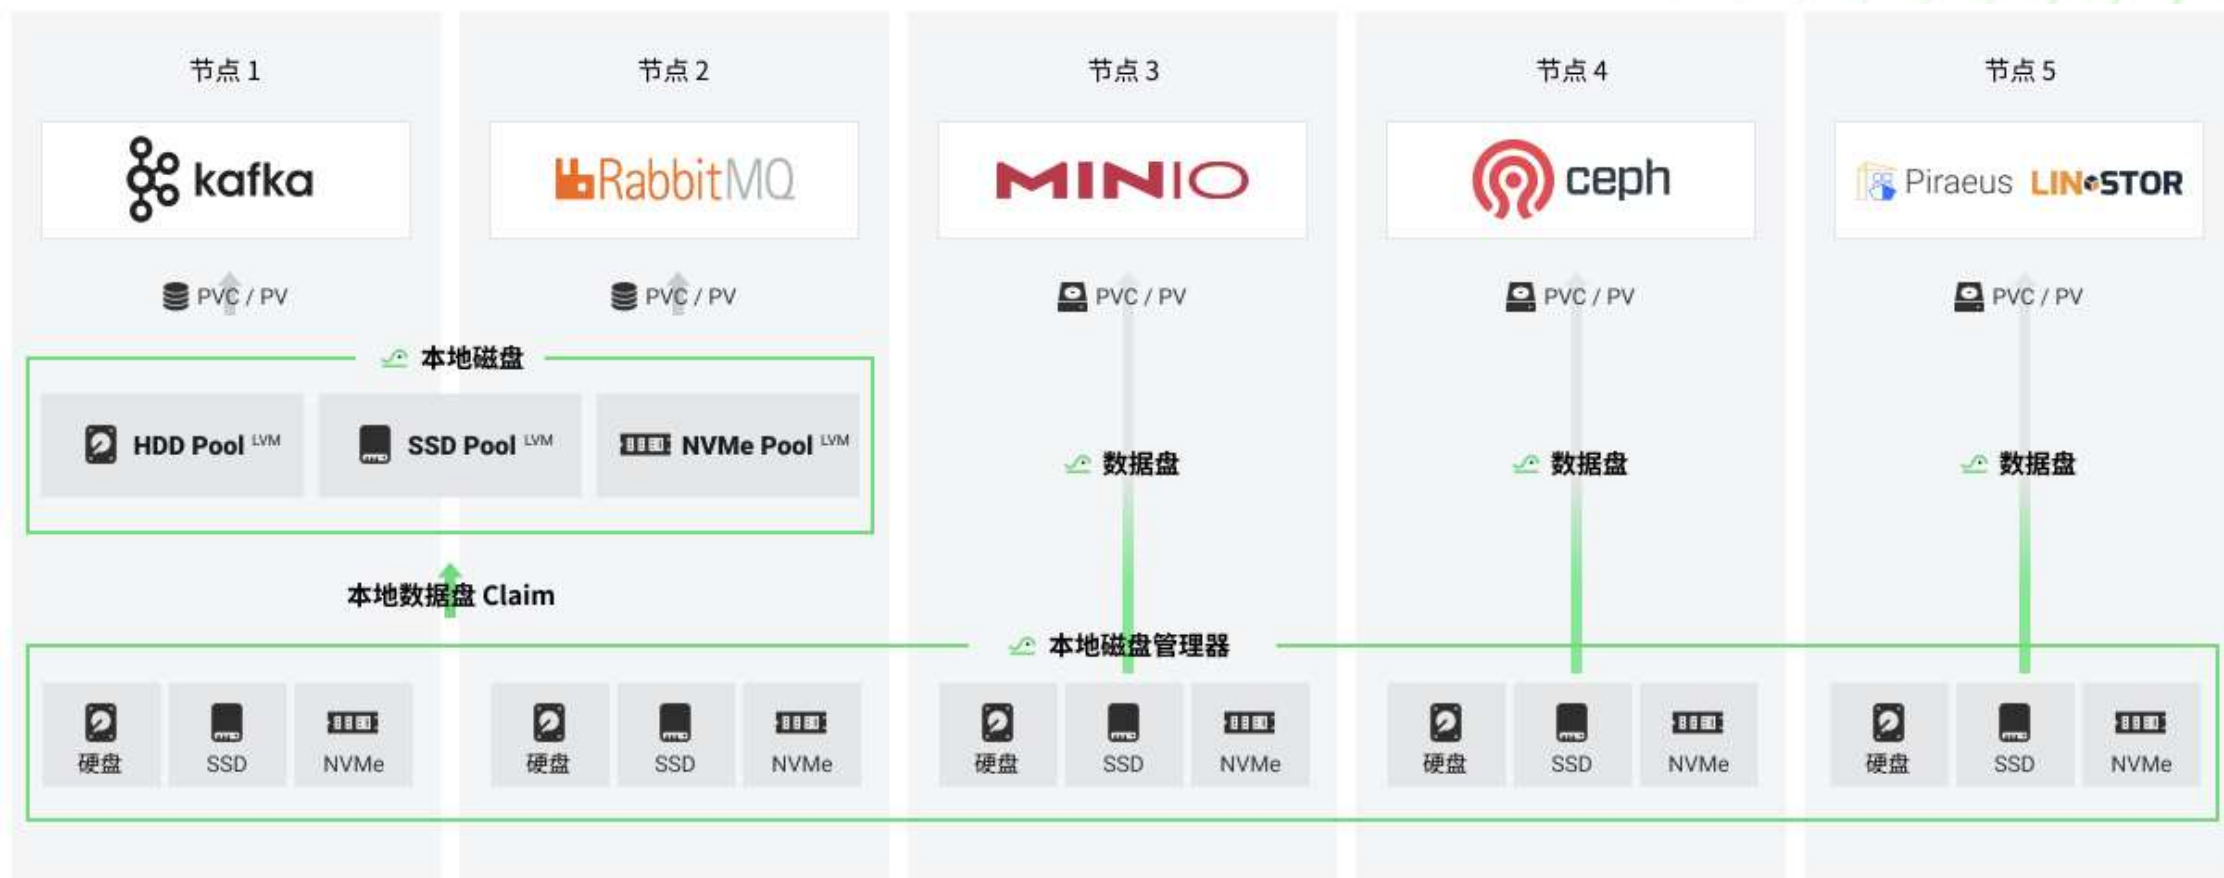 节点 1
节点 2
节点 3
节点 4
节点 5
kafka
RabbitMQ
MINIO
ceph
Piraeus LINSTOR
PVC / PV
PVC / PV
PVC / PV
PVC / PV
PVC / PV
本地磁盘
HDD Pool LVM
SSD Pool LVM
NVMe Pool LVM
数据盘
数据盘
数据盘
本地数据盘 Claim
本地磁盘管理器
硬盘
SSD
NVMe
硬盘
SSD
NVMe
硬盘
SSD
NVMe
硬盘
SSD
NVMe
硬盘
SSD
NVMe